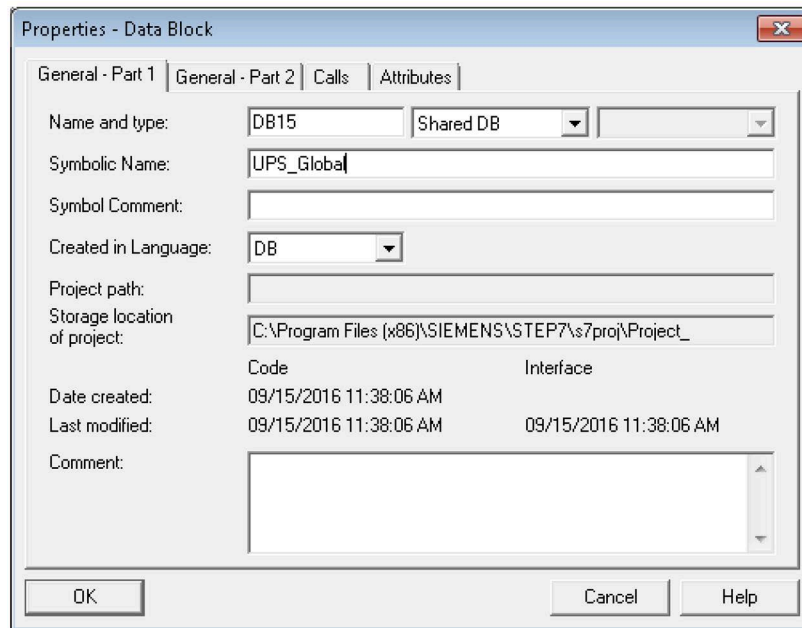 Properties - Data Block
General - Part 1 General - Part 2 Calls Attributes
Name and type: DB15 Shared DB
Symbolic Name: UPS_Global
Symbol Comment:
Created in Language: DB
Project path:
Storage location
of project: C:\Program Files (x86)\SIEMENS\STEP7\s7proj\Project_
Code Interface
Date created: 09/15/2016 11:38:06 AM
Last modified: 09/15/2016 11:38:06 AM 09/15/2016 11:38:06 AM
Comment:
OK Cancel Help